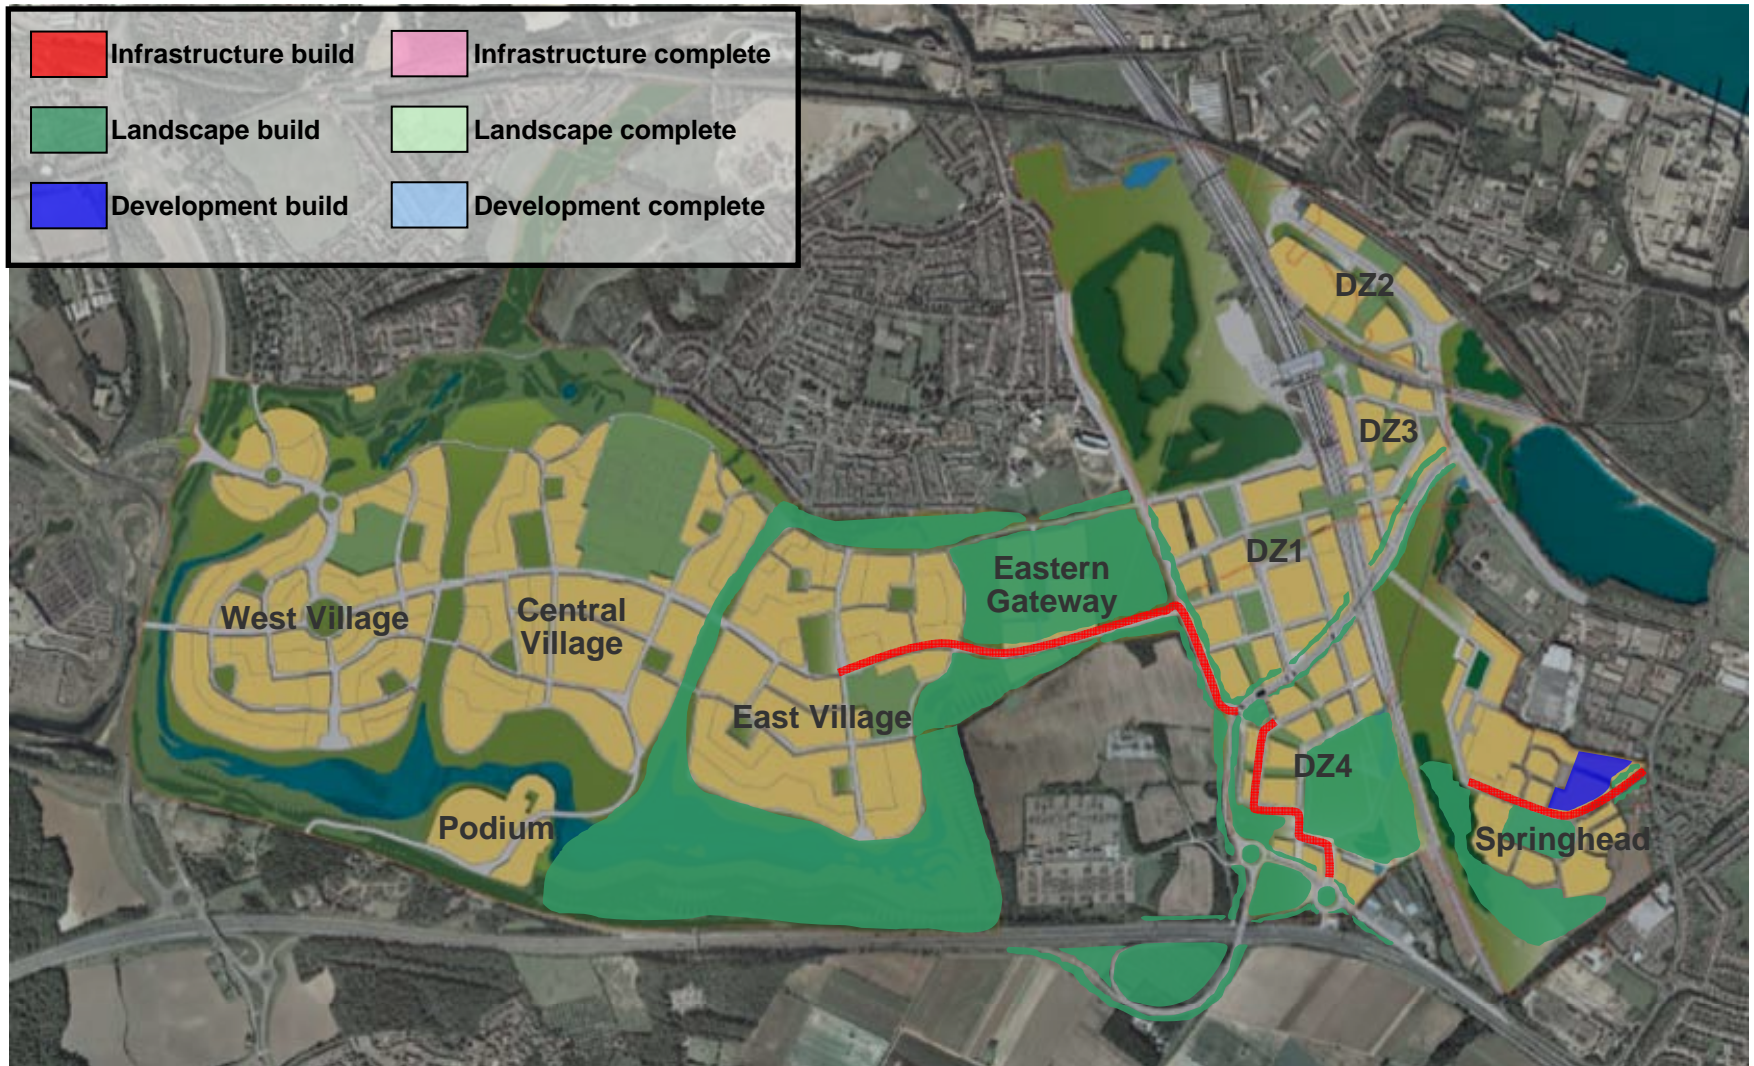 Infrastructure build
Infrastructure complete
Landscape build
Landscape complete
Development build
Development complete
DZ2
DZ3
DZ1
Eastern
Gateway
West Village
Central
Village
East Village
DZ4
Podium
Springhead